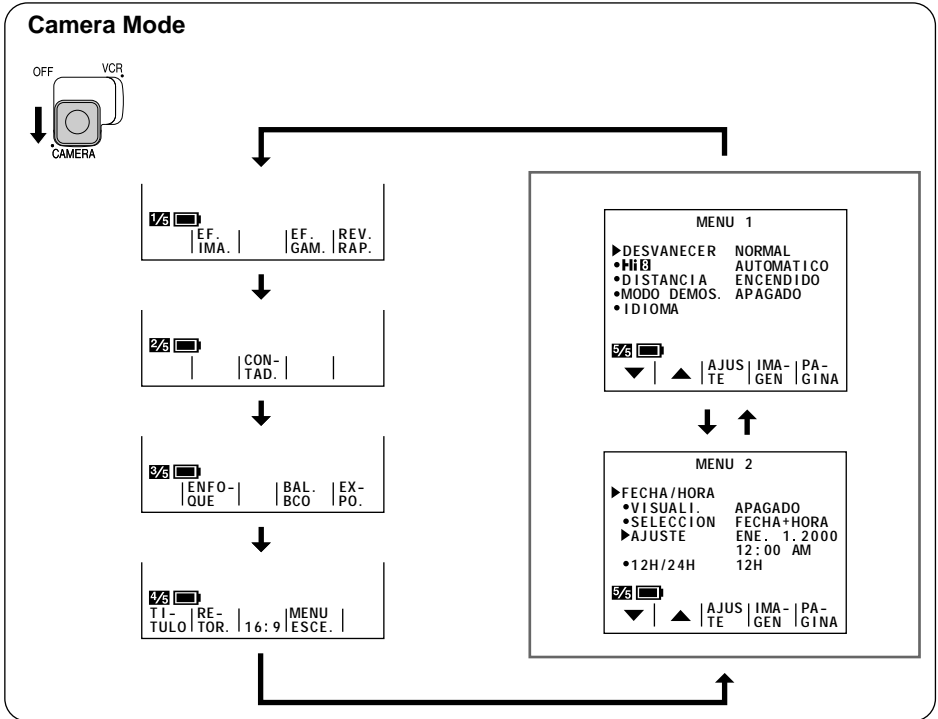 Camera Mode
OFF VCR
CAMERA
1/5
EF. IMA. EF. GAM. REV. RAP.
2/5
CON- TAD.
3/5
ENFO- QUE BAL. BCO EX- PO.
4/5
TI- TULO RE- TOR. 16:9 MENU ESCE.
MENU 1
▶DESVANECER NORMAL
•Hi8 AUTOMATICO
•DISTANCIA ENCENDIDO
•MODO DEMOS. APAGADO
•IDIOMA
5/5
▼ ▲ AJUS TE IMA- GEN PA- GINA
MENU 2
▶FECHA/HORA
•VISUALI. APAGADO
•SELECCION FECHA+HORA
▶AJUSTE ENE. 1.2000
12:00 AM
•12H/24H 12H
5/5
▼ ▲ AJUS TE IMA- GEN PA- GINA